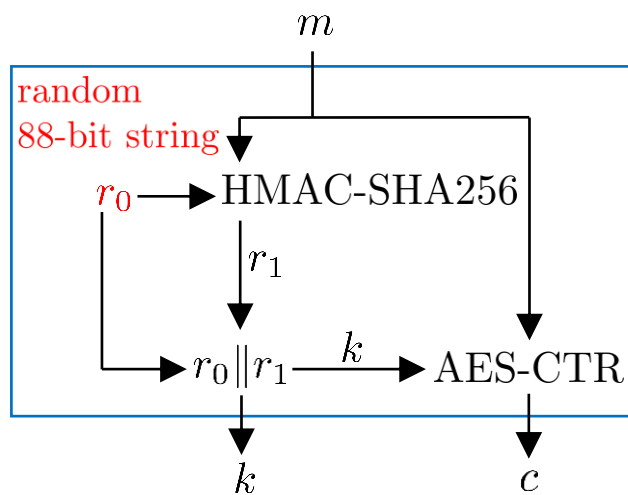 m
random
88-bit string
r₀ HMAC-SHA256
r₁
r₀∥r₁ k AES-CTR
k c